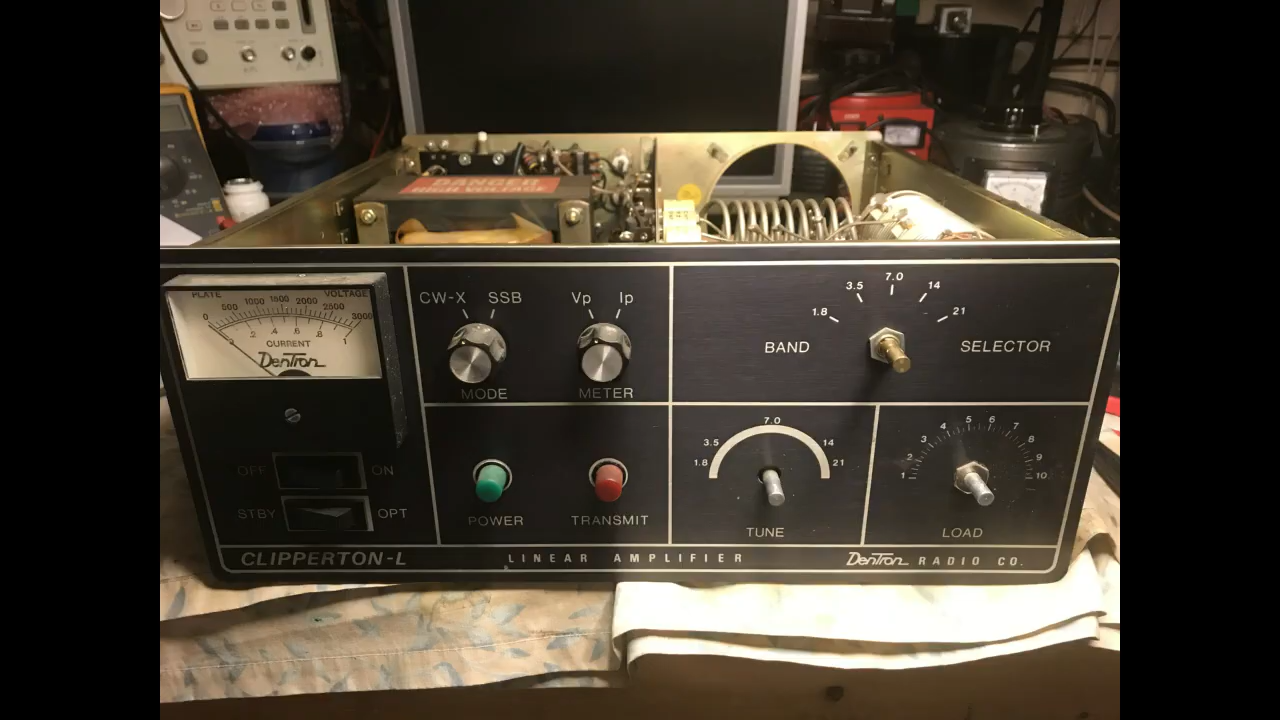 DANGER
HIGH VOLTAGE
PLATE VOLTAGE
0 500 1000 1500 2000 2500 3000
0 .2 .4 .6 .8 1
CURRENT
DenTron
CW-X SSB
MODE
Vp Ip
METER
1.8 3.5 7.0 14 21
BAND SELECTOR
OFF ON
STBY OPT
POWER
TRANSMIT
1.8 3.5 7.0 14 21
TUNE
1 2 3 4 5 6 7 8 9 10
LOAD
CLIPPERTON-L LINEAR AMPLIFIER DenTron RADIO CO.